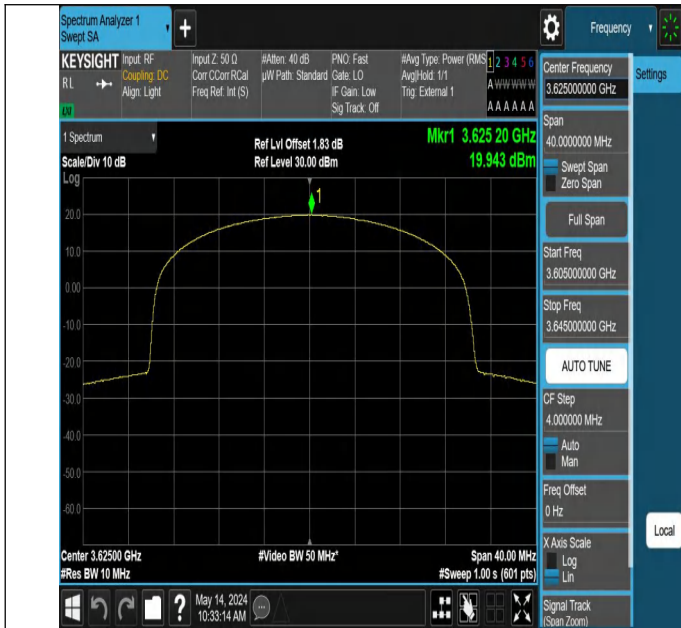 Spectrum Analyzer 1
Swept SA
+
Frequency
KEYSIGHT
RL
Input: RF
Coupling: DC
Align: Light
Input Z: 50 Ω
Corr CCorr RCal
Freq Ref: Int (S)
#Atten: 40 dB
µW Path: Standard
PNO: Fast
Gate: LO
IF Gain: Low
Sig Track: Off
#Avg Type: Power (RMS
Avg|Hold: 1/1
Trig: External 1
1 2 3 4 5 6
A W W W W W
A A A A A A
1 Spectrum
Scale/Div 10 dB
Ref Lvl Offset 1.83 dB
Ref Level 30.00 dBm
Mkr1 3.625 20 GHz
19.943 dBm
Log
1
20.0
10.0
0.00
-10.0
-20.0
-30.0
-40.0
-50.0
-60.0
Center 3.62500 GHz
#Res BW 10 MHz
#Video BW 50 MHz*
Span 40.00 MHz
#Sweep 1.00 s (601 pts)
Center Frequency
3.625000000 GHz
Settings
Span
40.0000000 MHz
Swept Span
Zero Span
Full Span
Start Freq
3.605000000 GHz
Stop Freq
3.645000000 GHz
AUTO TUNE
CF Step
4.000000 MHz
Auto
Man
Freq Offset
0 Hz
X Axis Scale
Log
Lin
Local
Signal Track
(Span Zoom)
?
May 14, 2024
10:33:14 AM